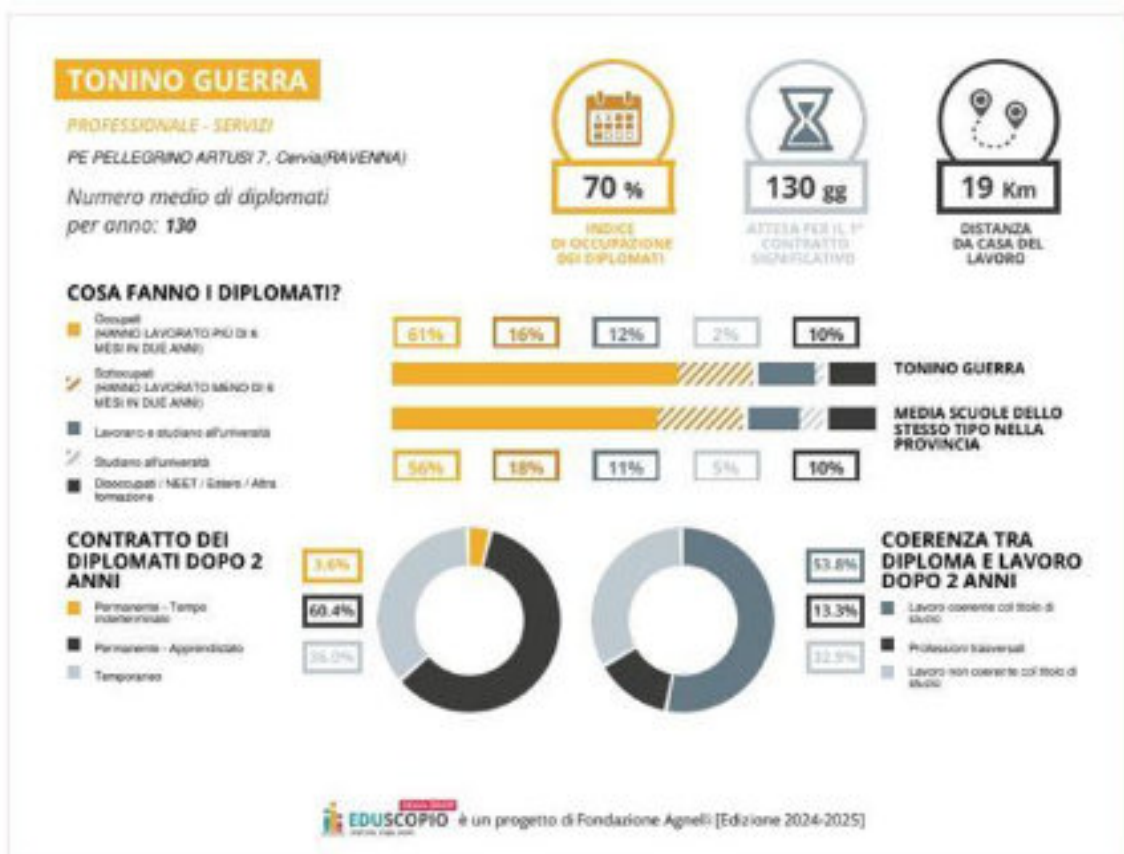 TONINO GUERRA
PROFESSIONALE - SERVIZI
PE PELLEGRINO ARTUSI 7, Cervia(RAVENNA)
Numero medio di diplomati
per anno: 130
70 %
INDICE
DI OCCUPAZIONE
DEI DIPLOMATI
130 gg
ATTESA PER IL 1°
CONTRATTO
SIGNIFICATIVO
19 Km
DISTANZA
DA CASA DEL
LAVORO
COSA FANNO I DIPLOMATI?
Occupati
(HANNO LAVORATO PIÙ DI 6
MESI IN DUE ANNI)
Sottoccupati
(HANNO LAVORATO MENO DI 6
MESI IN DUE ANNI)
Lavorano e studiano all'università
Studiano all'università
Disoccupati / NEET / Estero / Altra
formazione
61% 16% 12% 2% 10%
TONINO GUERRA
MEDIA SCUOLE DELLO
STESSO TIPO NELLA
PROVINCIA
56% 18% 11% 5% 10%
CONTRATTO DEI
DIPLOMATI DOPO 2
ANNI
Permanente - Tempo
indeterminato
Permanente - Apprendistato
Temporaneo
3.6%
60.4%
36.0%
53.8%
13.3%
32.9%
COERENZA TRA
DIPLOMA E LAVORO
DOPO 2 ANNI
Lavoro coerente col titolo di
studio
Professioni trasversali
Lavoro non coerente col titolo di
studio
EDUSCOPIO è un progetto di Fondazione Agnelli [Edizione 2024-2025]